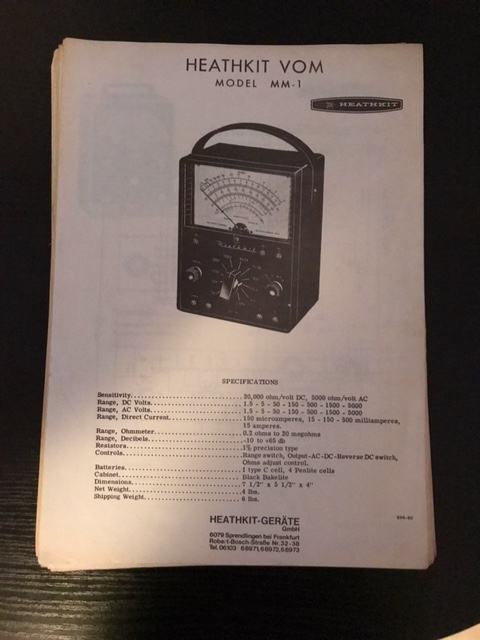 HEATHKIT VOM
MODEL MM-1
HEATHKIT
Heathkit
SPECIFICATIONS
Sensitivity........................20,000 ohm/volt DC, 5000 ohm/volt AC
Range, DC Volts....................1.5 - 5 - 50 - 150 - 500 - 1500 - 5000
Range, AC Volts....................1.5 - 5 - 50 - 150 - 500 - 1500 - 5000
Range, Direct Current..............150 microamperes, 15 - 150 - 500 milliamperes,
15 amperes.
Range, Ohmmeter....................0.2 ohms to 20 megohms
Range, Decibels....................-10 to +65 db
Resistors..........................1% precision type
Controls...........................Range switch, Output-AC-DC-Reverse DC switch,
Ohms adjust control.
Batteries..........................1 type C cell, 4 Penlite cells
Cabinet............................Black Bakelite
Dimensions.........................7 1/2" x 5 1/2" x 4"
Net Weight.........................4 lbs.
Shipping Weight....................6 lbs.
HEATHKIT-GERÄTE
GmbH
6079 Sprendlingen bei Frankfurt
Robert-Bosch-Straße Nr. 32-38
Tel. 06103 68971,68972,68973